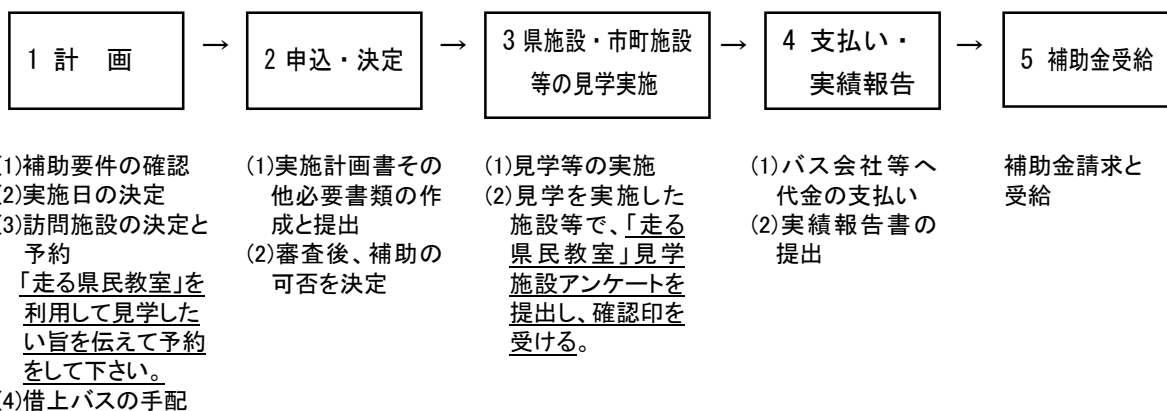 1 計　画
→
2 申込・決定
→
3 県施設・市町施設
等の見学実施
→
4 支払い・
実績報告
→
5 補助金受給
(1)補助要件の確認
(2)実施日の決定
(3)訪問施設の決定と
予約
「走る県民教室」を
利用して見学した
い旨を伝えて予約
をして下さい。
(4)借上バスの手配
(1)実施計画書その
他必要書類の作
成と提出
(2)審査後、補助の
可否を決定
(1)見学等の実施
(2)見学を実施した
施設等で、「走る
県民教室」見学
施設アンケートを
提出し、確認印を
受ける。
(1)バス会社等へ
代金の支払い
(2)実績報告書の
提出
補助金請求と
受給